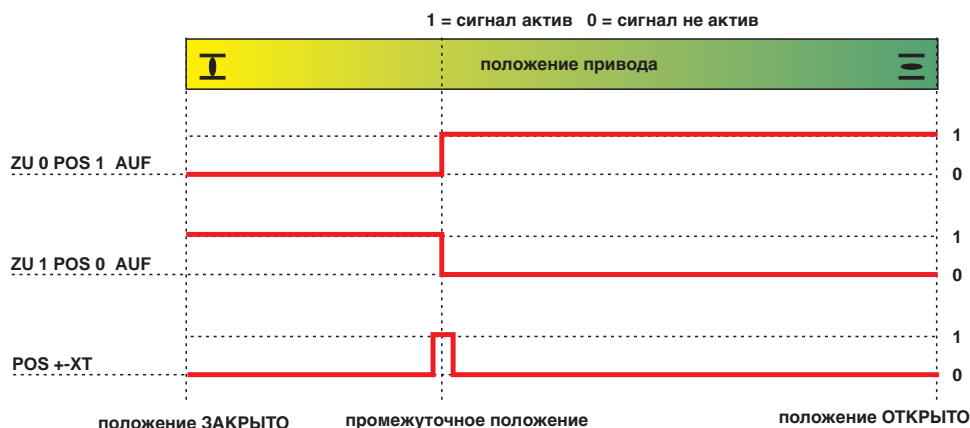 1 = сигнал актив 0 = сигнал не актив
положение привода
1
ZU 0 POS 1 AUF
0
1
ZU 1 POS 0 AUF
0
1
POS +-XT
0
положение ЗАКРЫТО промежуточное положение положение ОТКРЫТО